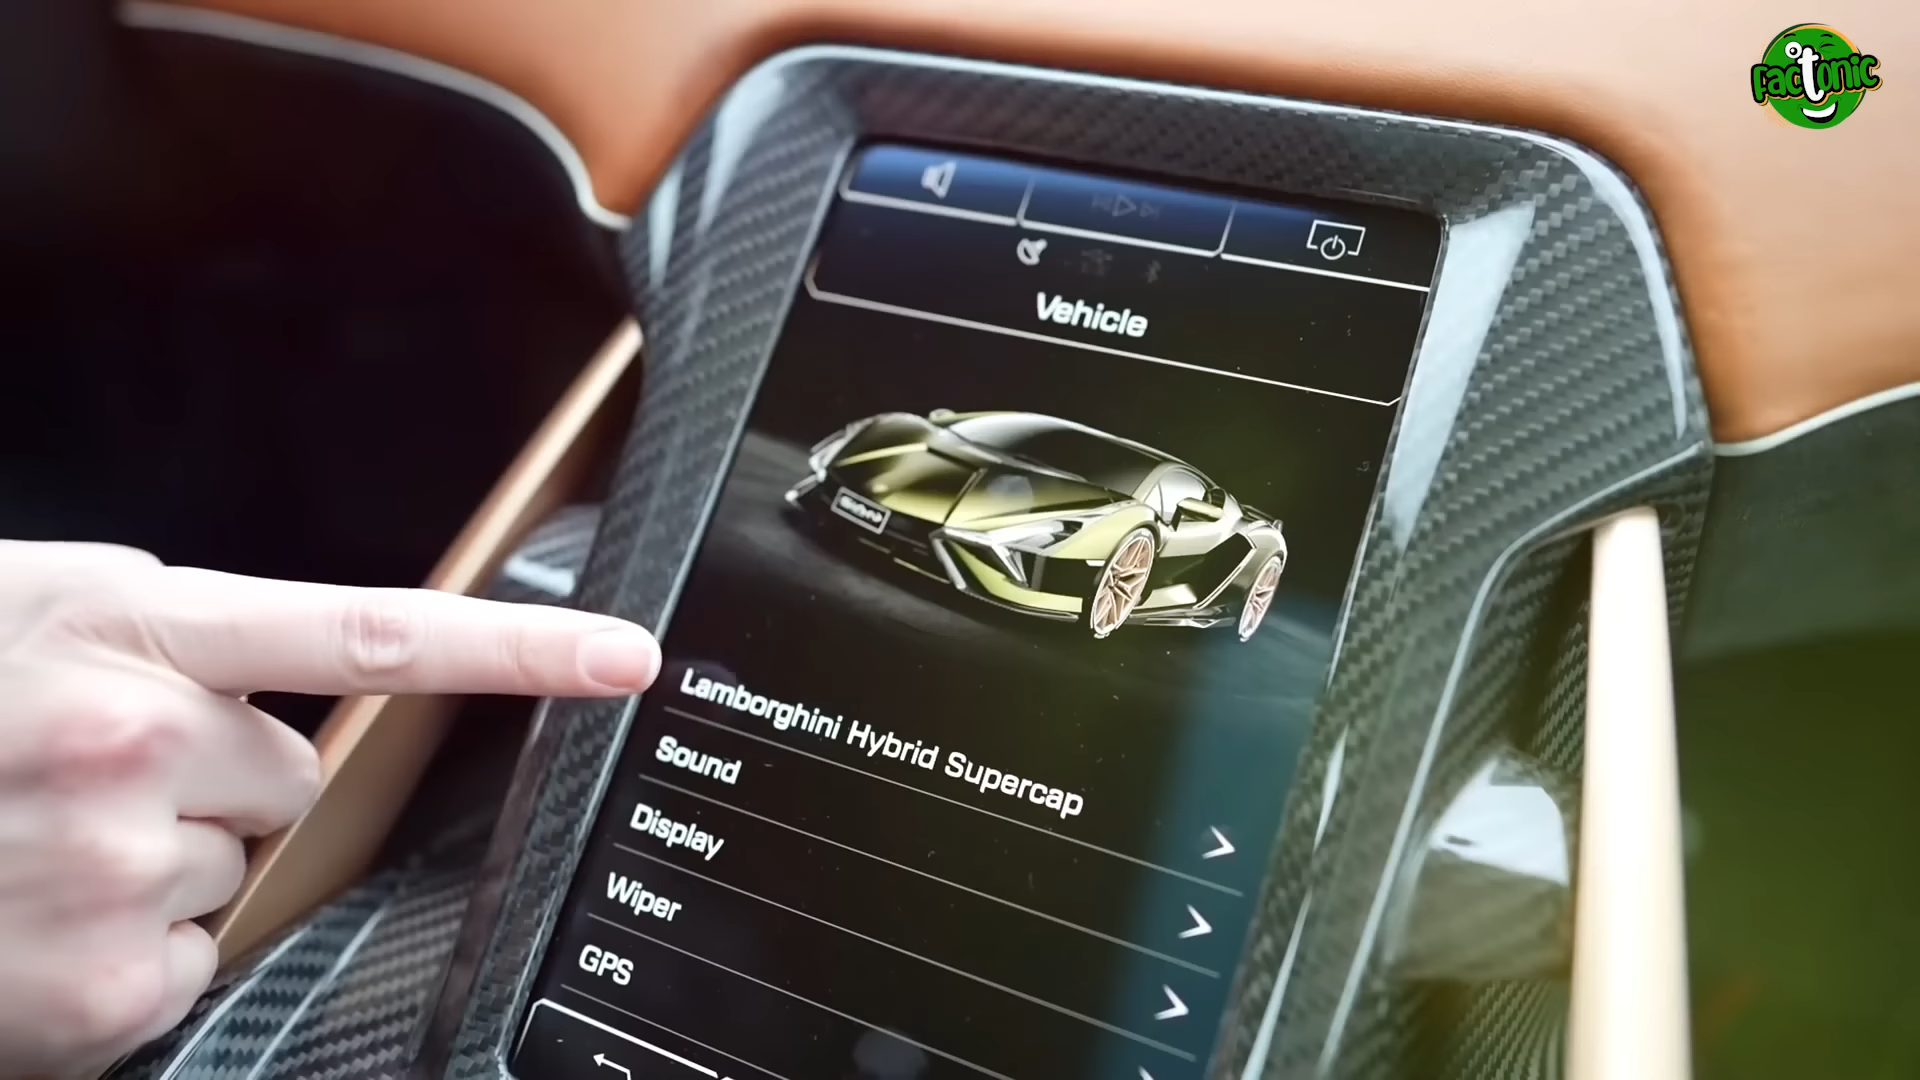 factonic
Vehicle
Lamborghini Hybrid Supercap
Sound
Display
Wiper
GPS